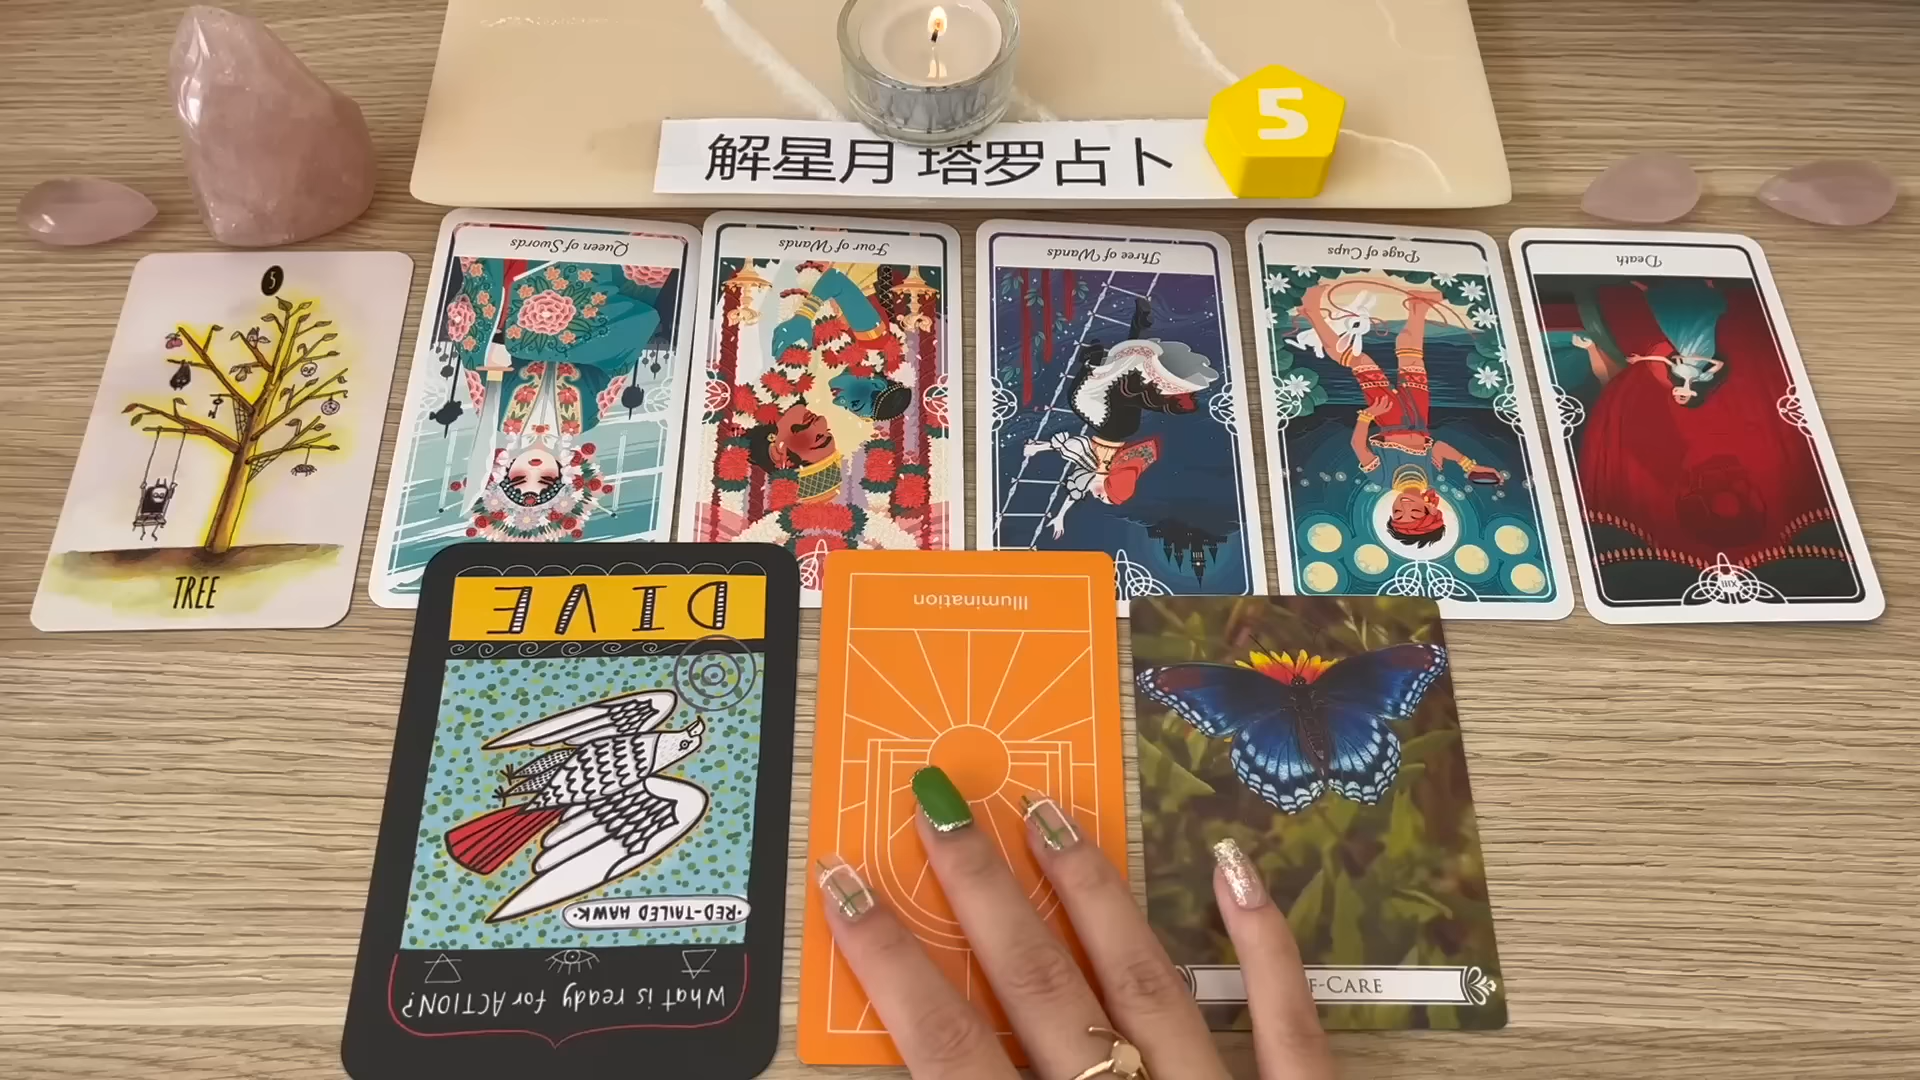 解星月 塔罗占卜
5
5
TREE
Queen of Swords
Four of Wands
Three of Wands
Page of Cups
Death
XIII
DIVE
·RED-TAILED HAWK·
What is ready for ACTION?
Illumination
F-CARE